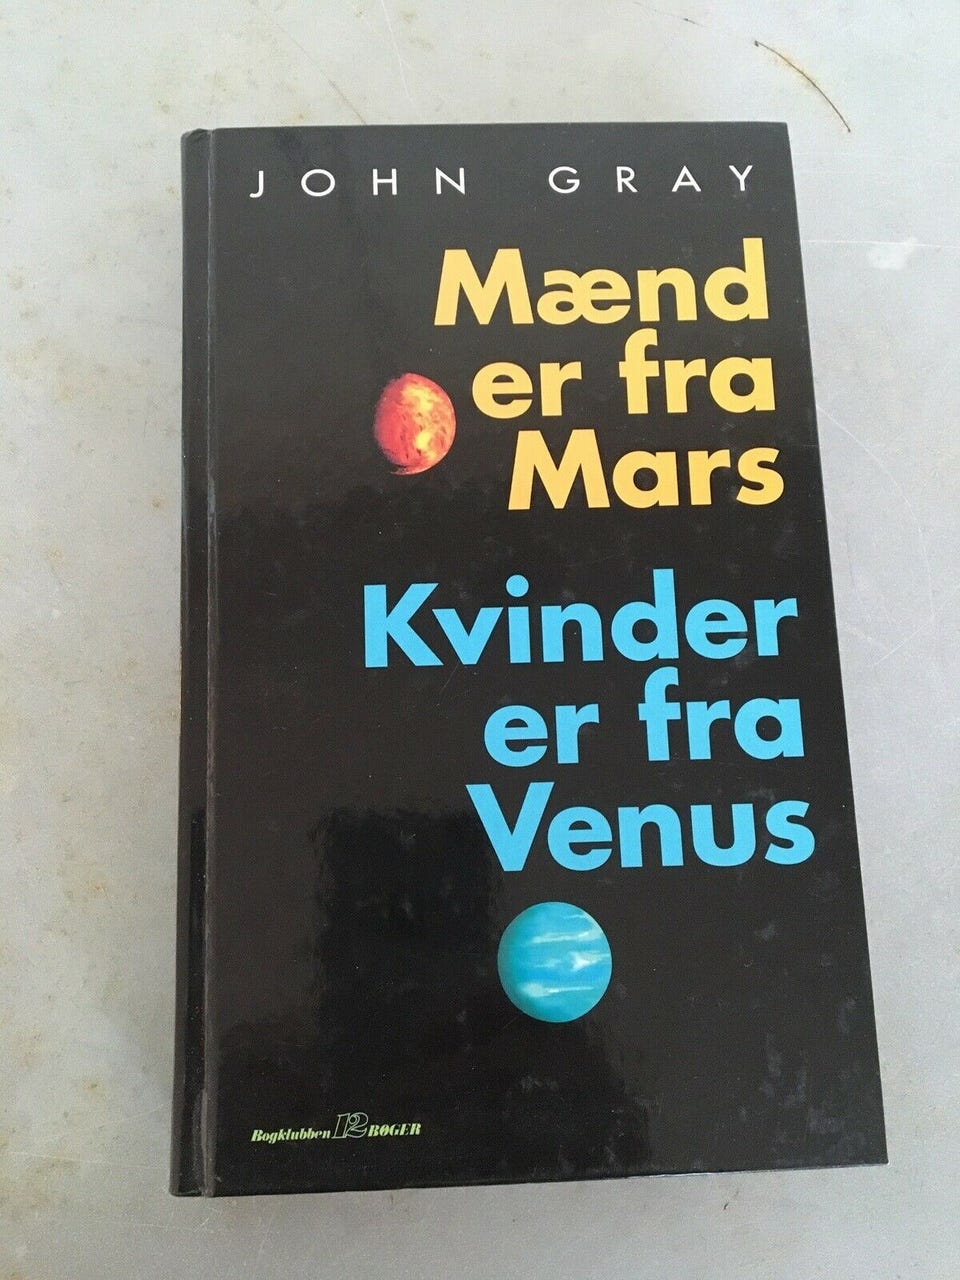 JOHN GRAY
Mænd
er fra
Mars
Kvinder
er fra
Venus
Bogklubben 12 BØGER